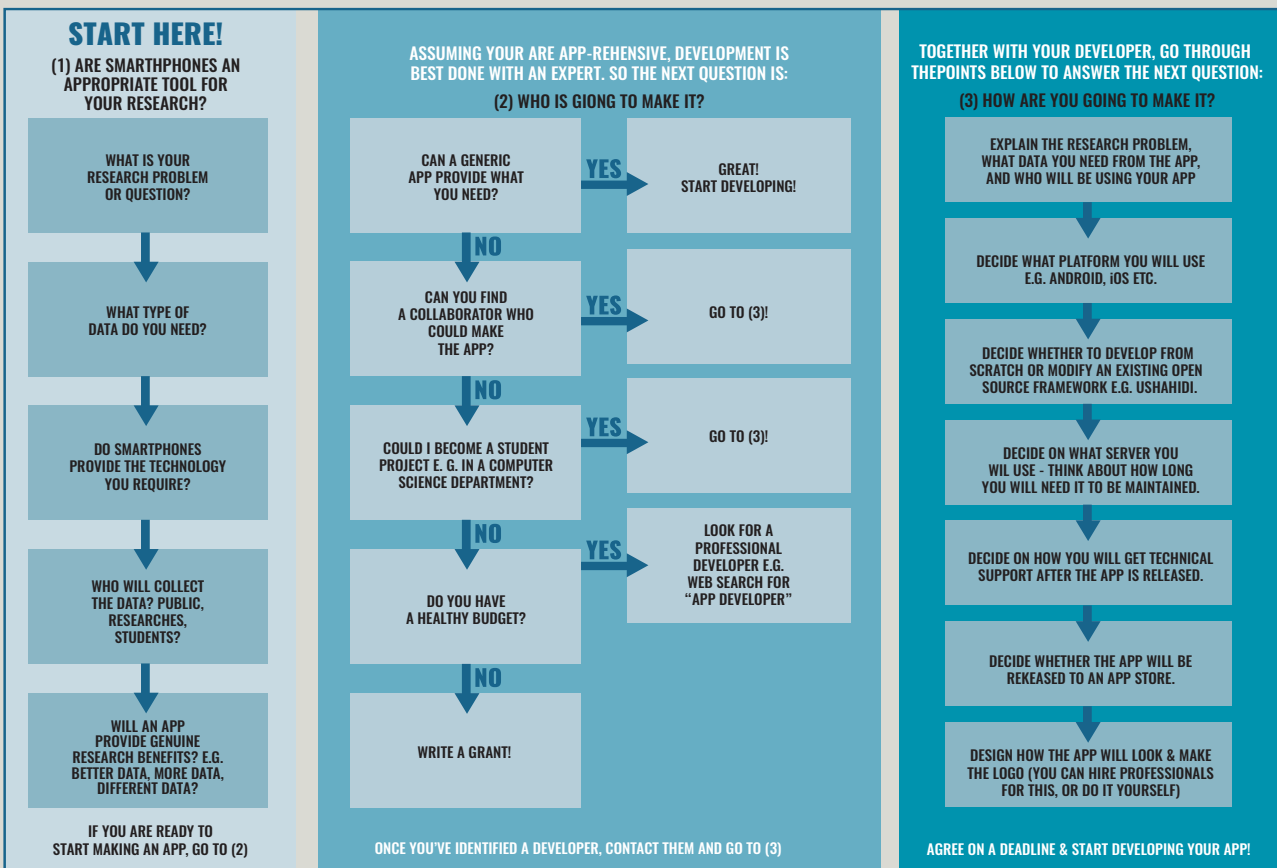 START HERE!
(1) ARE SMARTHPHONES AN
APPROPRIATE TOOL FOR
YOUR RESEARCH?
WHAT IS YOUR
RESEARCH PROBLEM
OR QUESTION?
WHAT TYPE OF
DATA DO YOU NEED?
DO SMARTPHONES
PROVIDE THE TECHNOLOGY
YOU REQUIRE?
WHO WILL COLLECT
THE DATA? PUBLIC,
RESEARCHES,
STUDENTS?
WILL AN APP
PROVIDE GENUINE
RESEARCH BENEFITS? E.G.
BETTER DATA, MORE DATA,
DIFFERENT DATA?
IF YOU ARE READY TO
START MAKING AN APP, GO TO (2)
ASSUMING YOUR ARE APP-REHENSIVE, DEVELOPMENT IS
BEST DONE WITH AN EXPERT. SO THE NEXT QUESTION IS:
(2) WHO IS GIONG TO MAKE IT?
CAN A GENERIC
APP PROVIDE WHAT
YOU NEED?
YES
GREAT!
START DEVELOPING!
NO
CAN YOU FIND
A COLLABORATOR WHO
COULD MAKE
THE APP?
YES
GO TO (3)!
NO
COULD I BECOME A STUDENT
PROJECT E. G. IN A COMPUTER
SCIENCE DEPARTMENT?
YES
GO TO (3)!
NO
DO YOU HAVE
A HEALTHY BUDGET?
YES
LOOK FOR A
PROFESSIONAL
DEVELOPER E.G.
WEB SEARCH FOR
“APP DEVELOPER”
NO
WRITE A GRANT!
ONCE YOU'VE IDENTIFIED A DEVELOPER, CONTACT THEM AND GO TO (3)
TOGETHER WITH YOUR DEVELOPER, GO THROUGH
THEPOINTS BELOW TO ANSWER THE NEXT QUESTION:
(3) HOW ARE YOU GOING TO MAKE IT?
EXPLAIN THE RESEARCH PROBLEM,
WHAT DATA YOU NEED FROM THE APP,
AND WHO WILL BE USING YOUR APP
DECIDE WHAT PLATFORM YOU WILL USE
E.G. ANDROID, iOS ETC.
DECIDE WHETHER TO DEVELOP FROM
SCRATCH OR MODIFY AN EXISTING OPEN
SOURCE FRAMEWORK E.G. USHAHIDI.
DECIDE ON WHAT SERVER YOU
WIL USE - THINK ABOUT HOW LONG
YOU WILL NEED IT TO BE MAINTAINED.
DECIDE ON HOW YOU WILL GET TECHNICAL
SUPPORT AFTER THE APP IS RELEASED.
DECIDE WHETHER THE APP WILL BE
REKEASED TO AN APP STORE.
DESIGN HOW THE APP WILL LOOK & MAKE
THE LOGO (YOU CAN HIRE PROFESSIONALS
FOR THIS, OR DO IT YOURSELF)
AGREE ON A DEADLINE & START DEVELOPING YOUR APP!